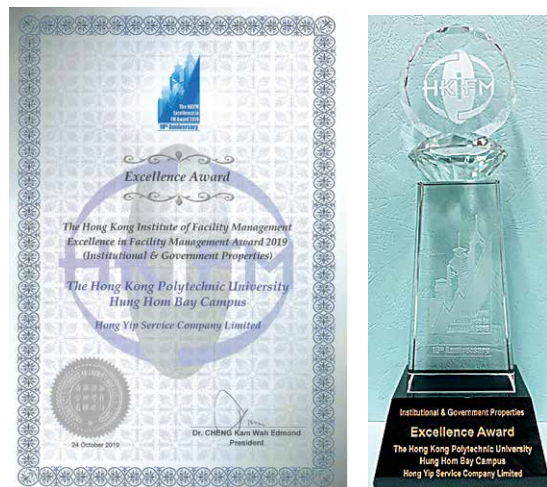 The HKIFM
Excellence in
FM Award 2019
10th Anniversary
Excellence Award
The Hong Kong Institute of Facility Management
Excellence in Facility Management Award 2019
(Institutional & Government Properties)
HKIFM
The Hong Kong Polytechnic University
Hung Hom Bay Campus
Hong Yip Service Company Limited
24 October 2019
Dr. CHENG Kam Wah Edmond
President
HKIFM
10th Anniversary
Institutional & Government Properties
Excellence Award
The Hong Kong Polytechnic University
Hung Hom Bay Campus
Hong Yip Service Company Limited